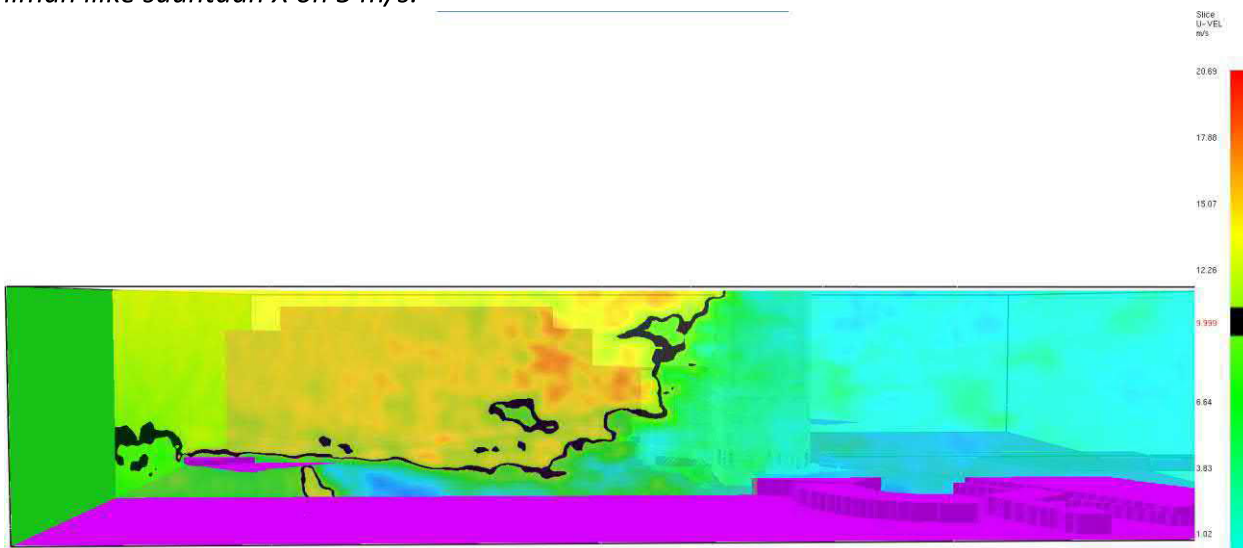 ilman liike suuntaan X on m/s.
Slice
U-VEL
m/s
20.69
17.88
15.07
12.26
9.999
6.64
3.83
1.02